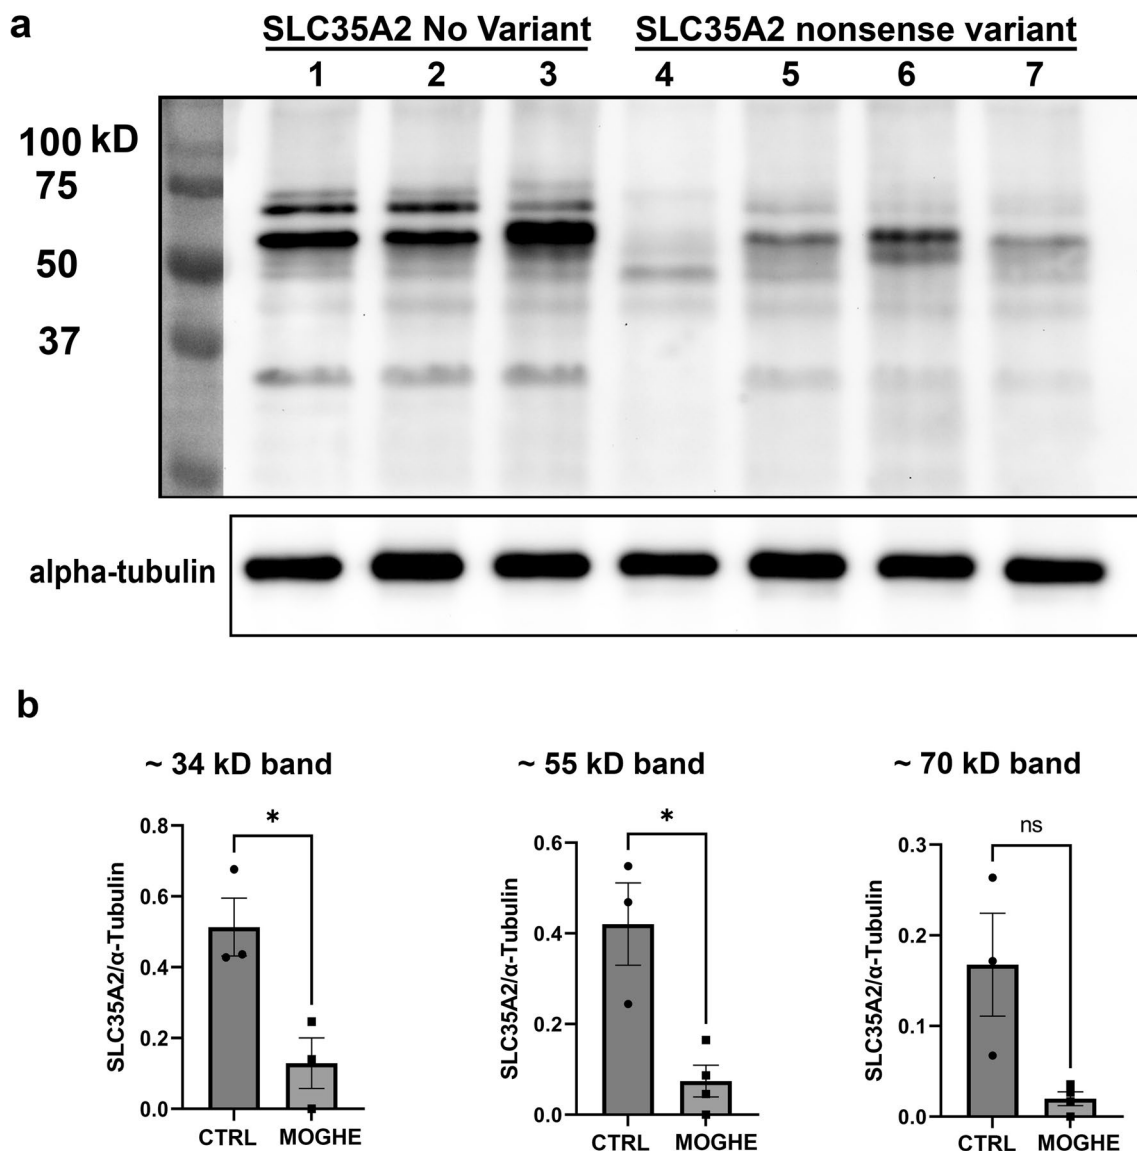 a
SLC35A2 No Variant SLC35A2 nonsense variant
1 2 3 4 5 6 7
100 kD
75
50
37
alpha-tubulin
b
~ 34 kD band
*
SLC35A2/α-Tubulin
0.8
0.6
0.4
0.2
0.0
CTRL MOGHE
~ 55 kD band
*
SLC35A2/α-Tubulin
0.6
0.4
0.2
0.0
CTRL MOGHE
~ 70 kD band
ns
SLC35A2/α-Tubulin
0.3
0.2
0.1
0.0
CTRL MOGHE